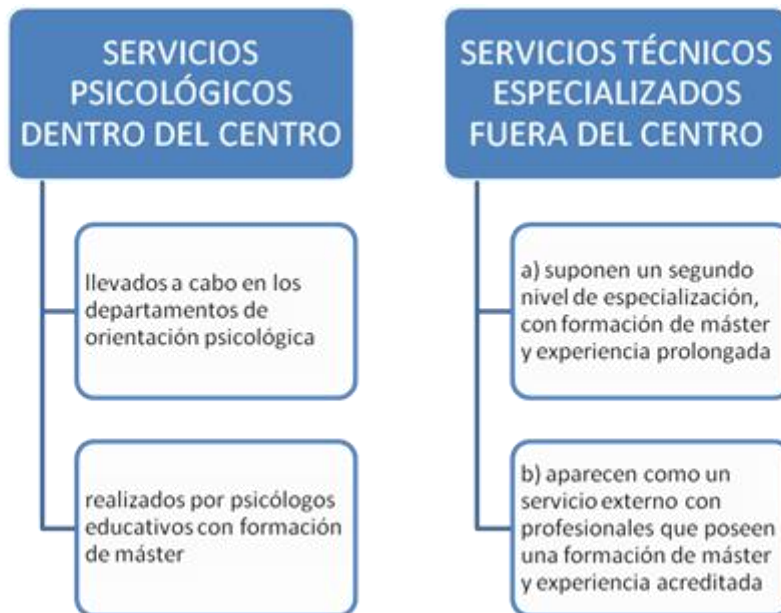 SERVICIOS
PSICOLÓGICOS
DENTRO DEL CENTRO
llevados a cabo en los
departamentos de
orientación psicológica
realizados por psicólogos
educativos con formación
de máster
SERVICIOS TÉCNICOS
ESPECIALIZADOS
FUERA DEL CENTRO
a) suponen un segundo
nivel de especialización,
con formación de máster
y experiencia prolongada
b) aparecen como un
servicio externo con
profesionales que poseen
una formación de máster
y experiencia acreditada